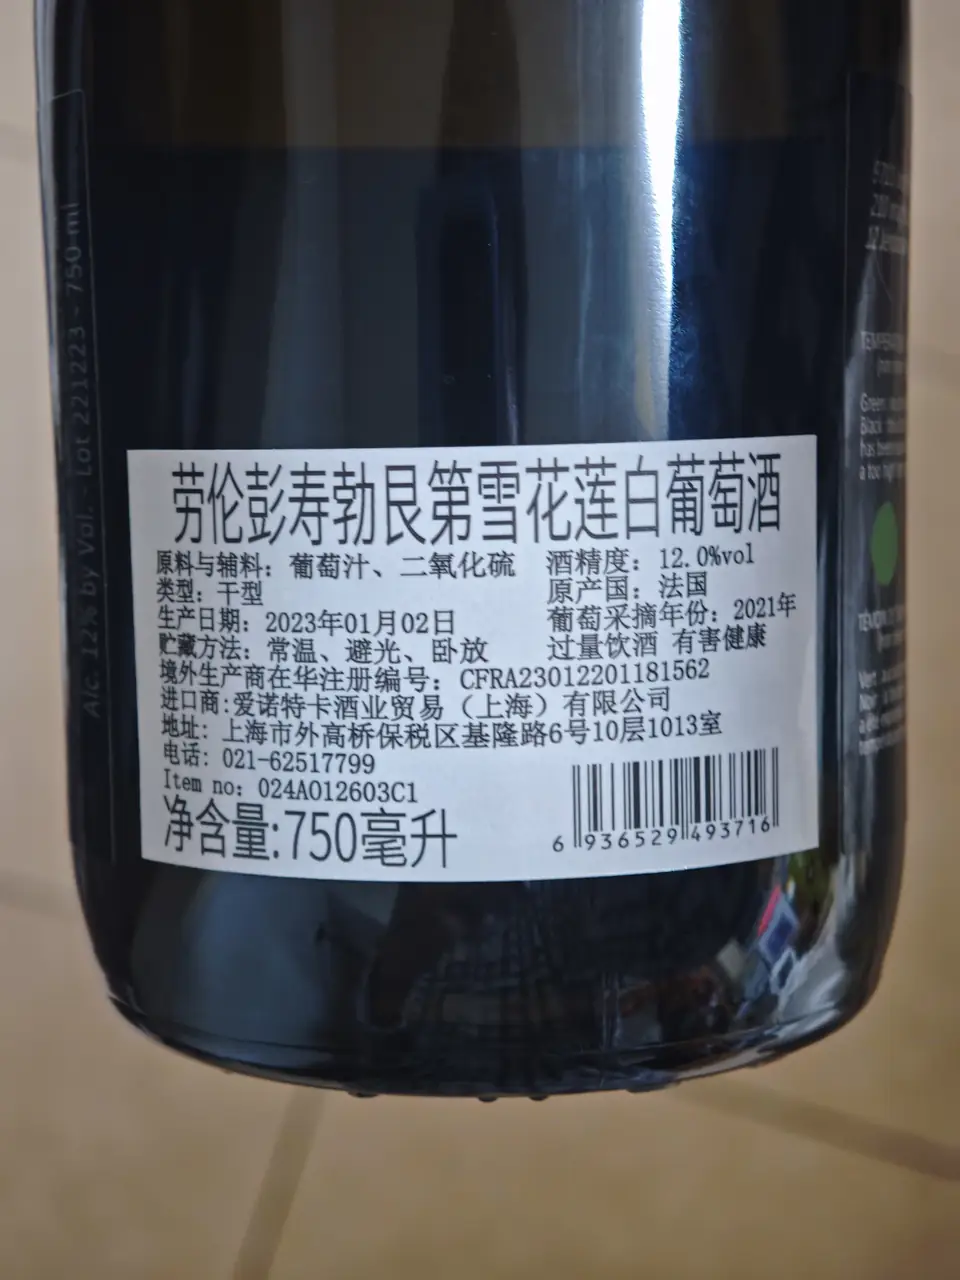 劳伦彭寿勃艮第雪花莲白葡萄酒
原料与辅料: 葡萄汁、二氧化硫 酒精度: 12.0%vol
类型: 干型 原产国: 法国
生产日期: 2023年01月02日 葡萄采摘年份: 2021年
贮藏方法: 常温、避光、卧放 过量饮酒 有害健康
境外生产商在华注册编号: CFRA23012201181562
进口商:爱诺特卡酒业贸易（上海）有限公司
地址: 上海市外高桥保税区基隆路6号10层1013室
电话: 021-62517799
Item no: 024A012603C1
净含量:750毫升
6 936529 493716
Alc. 12% by Vol. - Lot 221223 - 750 ml
Green
Black
has been
a too high